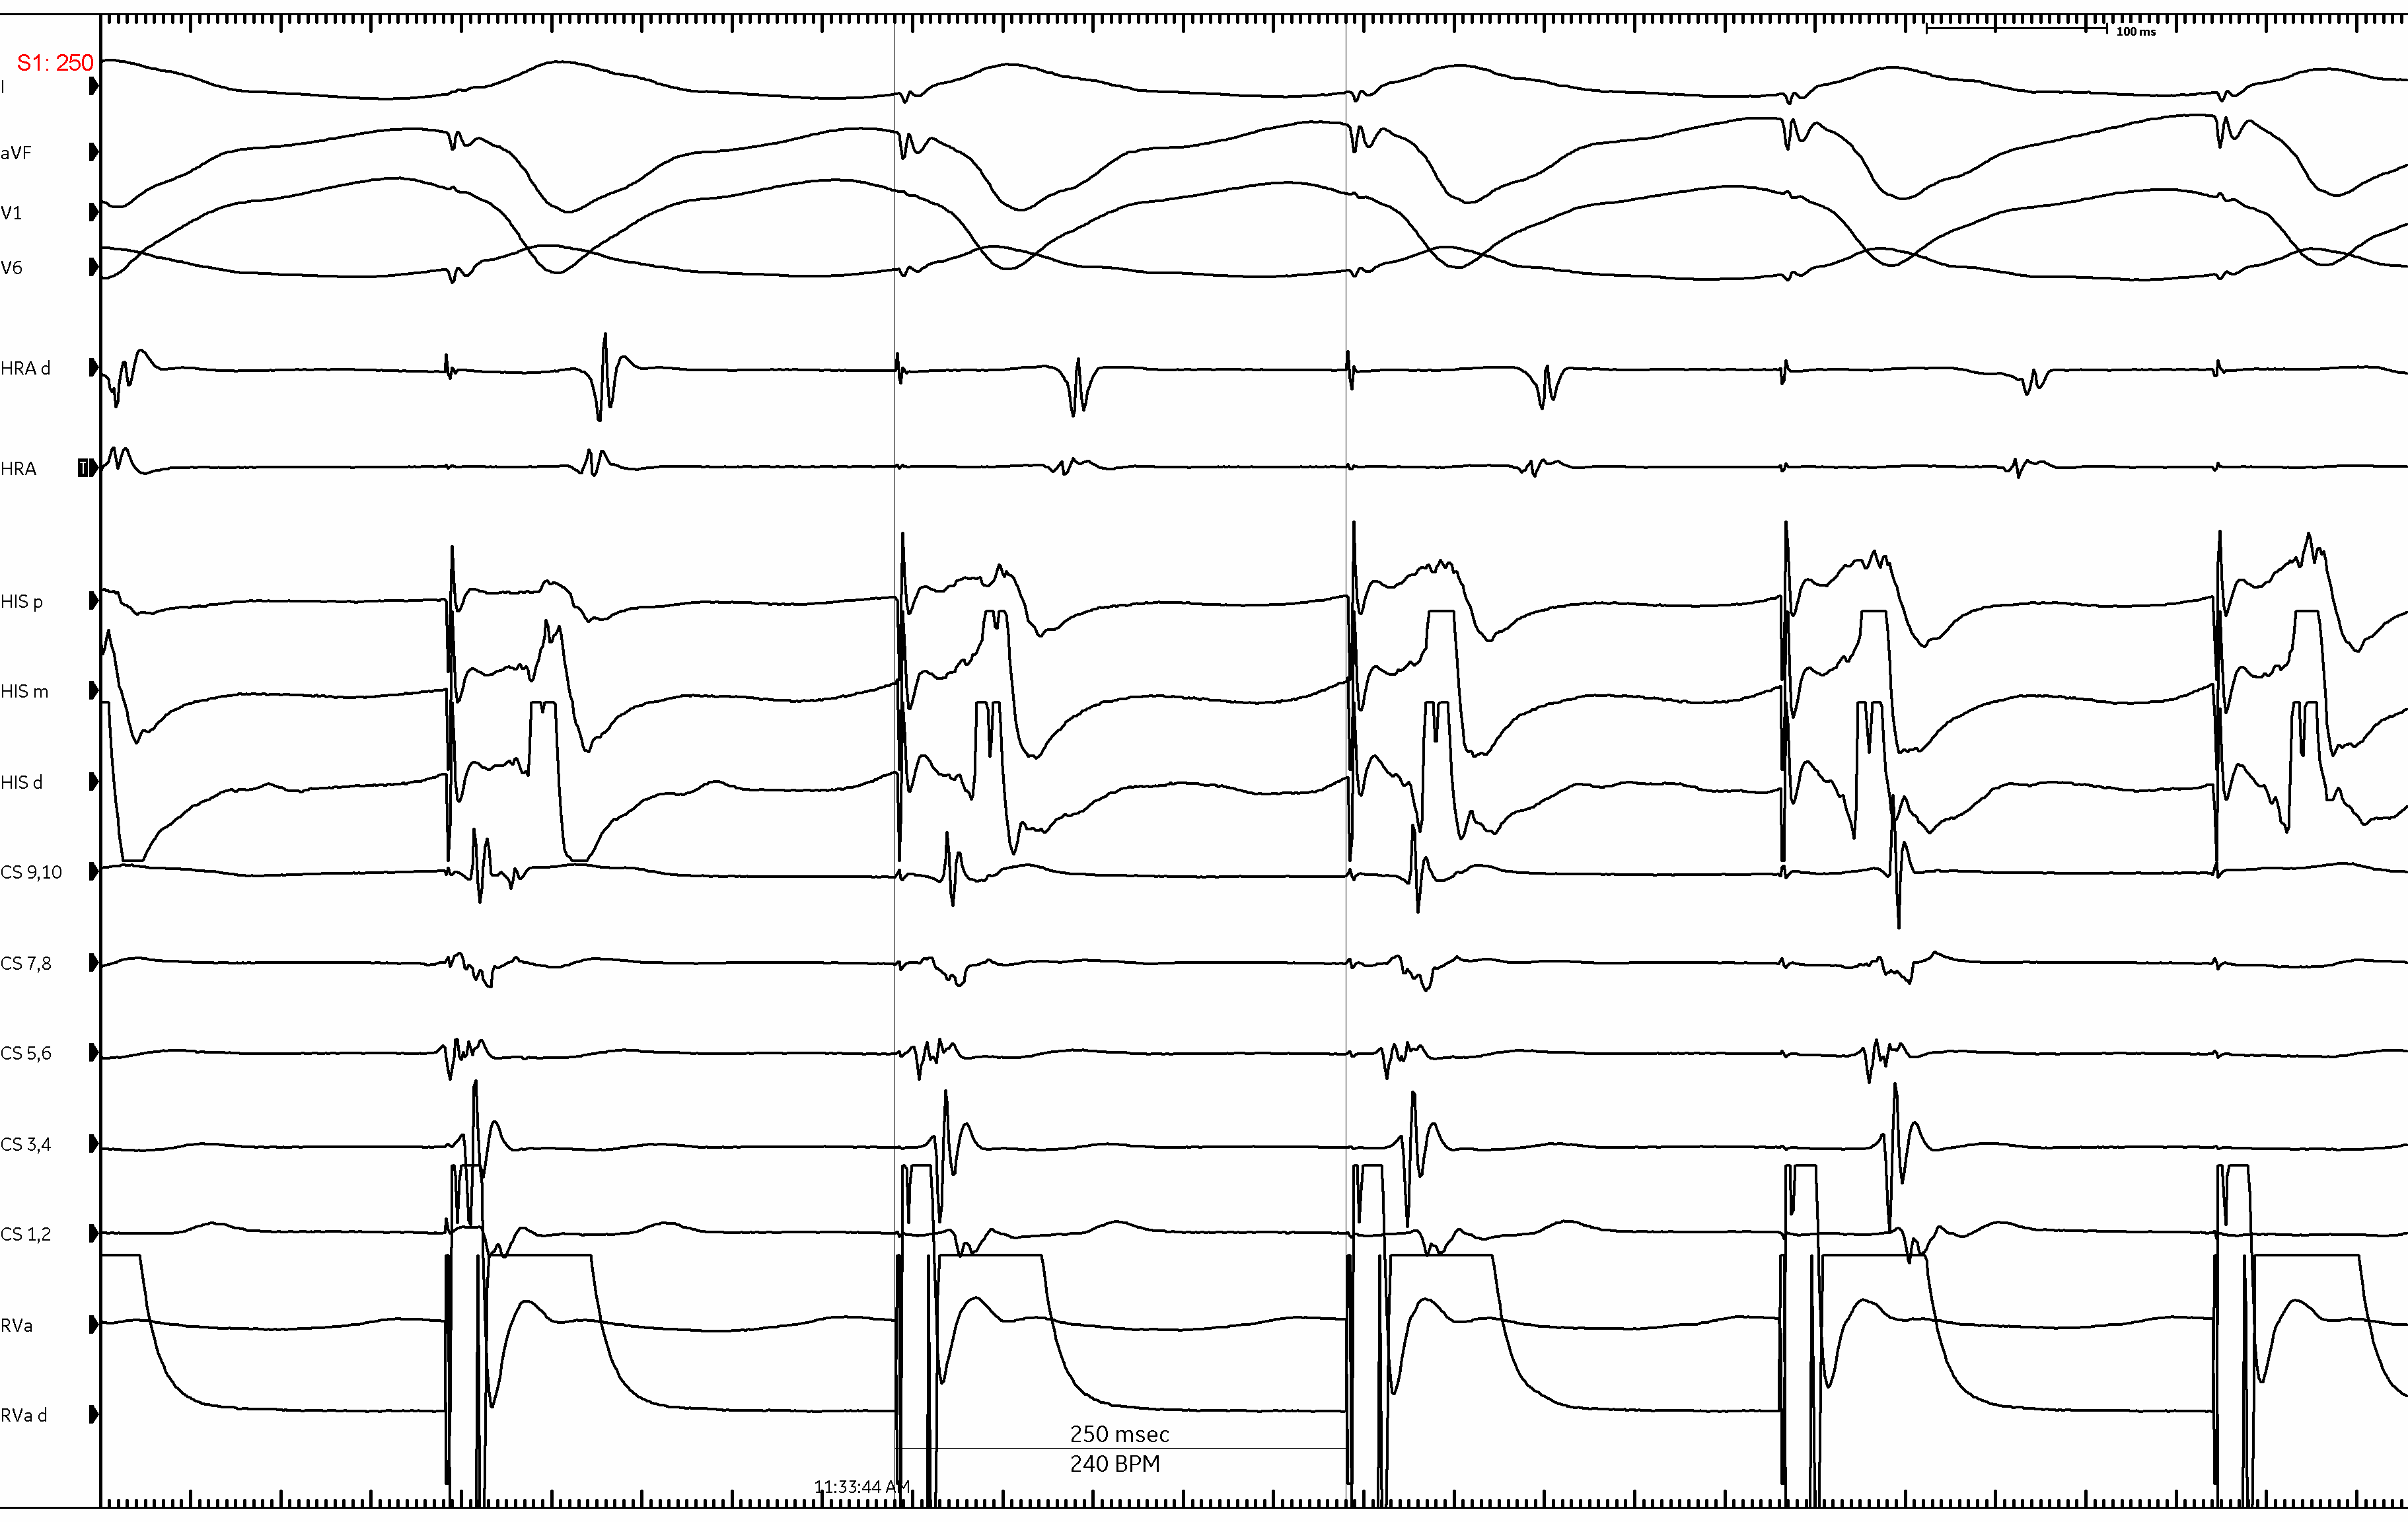 100 ms
S1: 250
I
aVF
V1
V6
HRA d
HRA T
HIS p
HIS m
HIS d
CS 9,10
CS 7,8
CS 5,6
CS 3,4
CS 1,2
RVa
RVa d
250 msec
240 BPM
11:33:44 AM